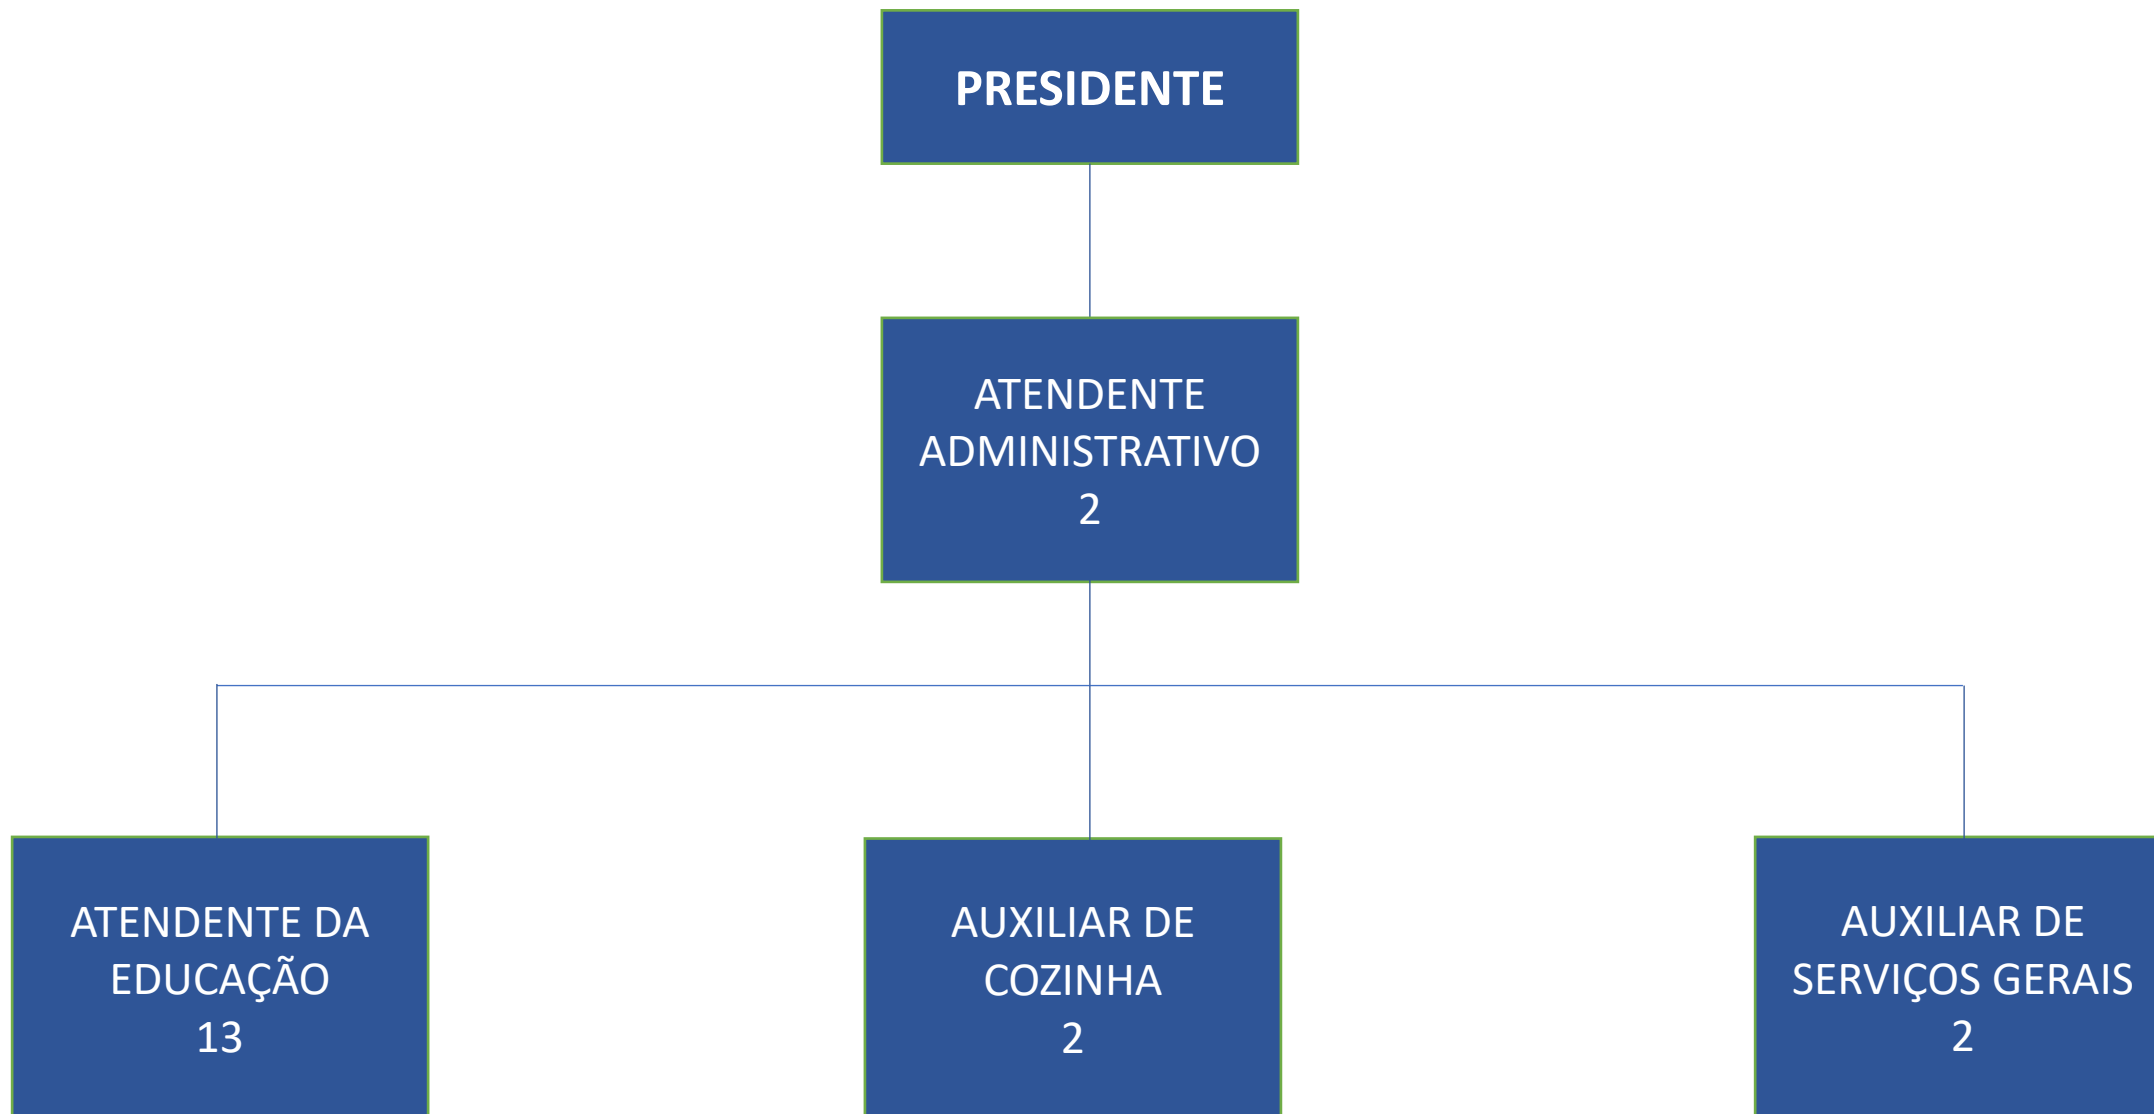 PRESIDENTE
ATENDENTE
ADMINISTRATIVO
2
ATENDENTE DA
EDUCAÇÃO
13
AUXILIAR DE
COZINHA
2
AUXILIAR DE
SERVIÇOS GERAIS
2